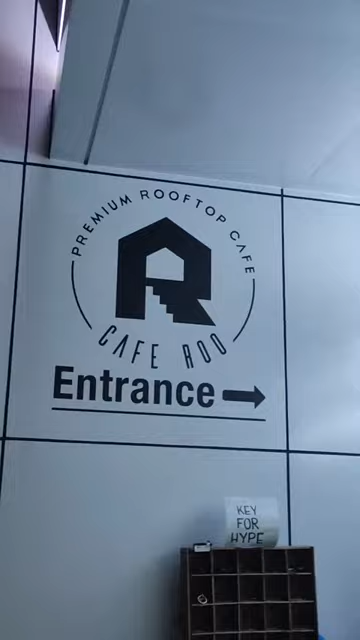 PREMIUM ROOFTOP CAFE
R
CAFE ROO
Entrance
KEY
FOR
HYPE